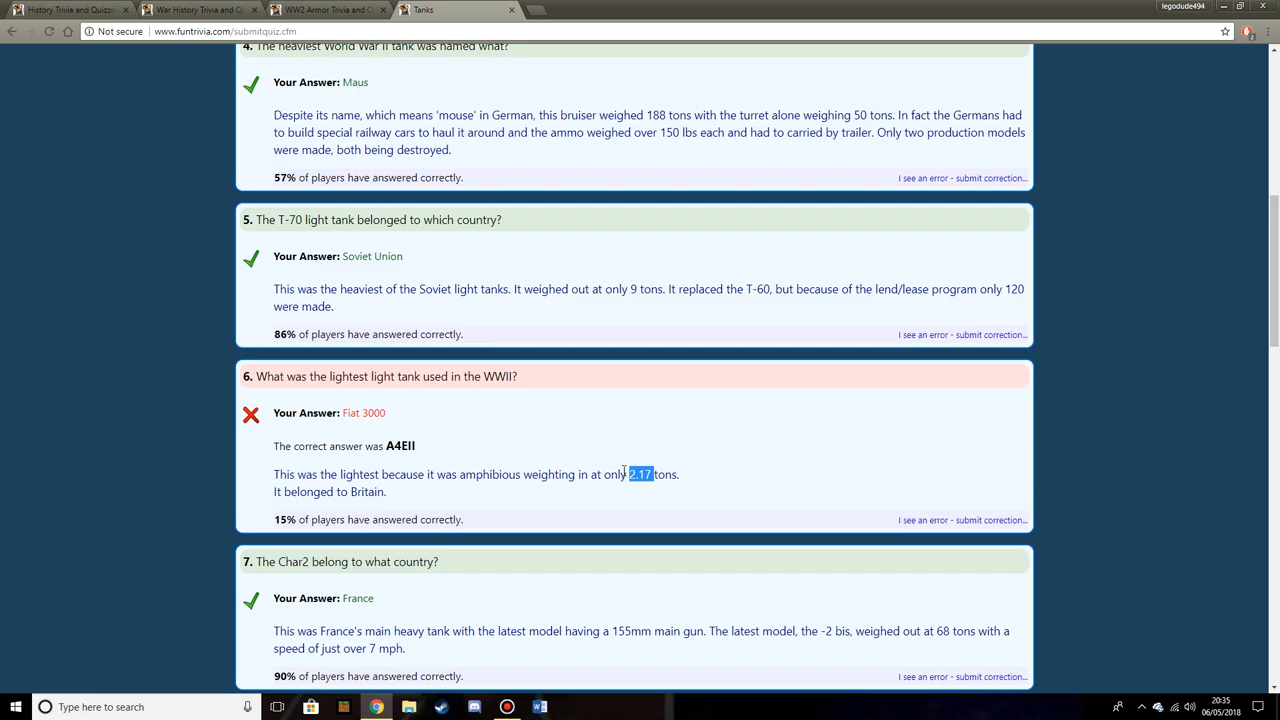 History Trivia and Quizze
War History Trivia and Q
WW2 Armor Trivia and Q
Tanks
legodude494
Not secure
www.funtrivia.com/submitquiz.cfm
2
4. The heaviest World War II tank was named what?
Your Answer: Maus
Despite its name, which means 'mouse' in German, this bruiser weighed 188 tons with the turret alone weighing 50 tons. In fact the Germans had
to build special railway cars to haul it around and the ammo weighed over 150 lbs each and had to carried by trailer. Only two production models
were made, both being destroyed.
57% of players have answered correctly.
I see an error - submit correction...
5. The T-70 light tank belonged to which country?
Your Answer: Soviet Union
This was the heaviest of the Soviet light tanks. It weighed out at only 9 tons. It replaced the T-60, but because of the lend/lease program only 120
were made.
86% of players have answered correctly.
I see an error - submit correction...
6. What was the lightest light tank used in the WWII?
Your Answer: Fiat 3000
The correct answer was A4EII
This was the lightest because it was amphibious weighting in at only 2.17 tons.
It belonged to Britain.
15% of players have answered correctly.
I see an error - submit correction...
7. The Char2 belong to what country?
Your Answer: France
This was France's main heavy tank with the latest model having a 155mm main gun. The latest model, the -2 bis, weighed out at 68 tons with a
speed of just over 7 mph.
90% of players have answered correctly.
I see an error - submit correction...
Type here to search
20:35
06/05/2018